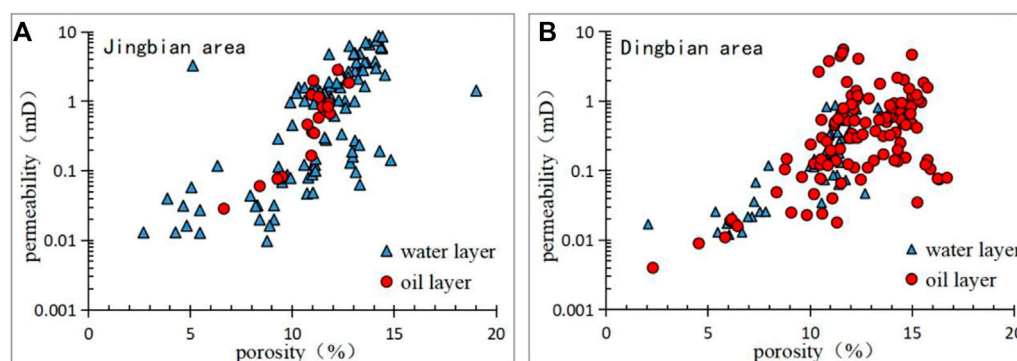 A
Jingbian area
permeability (mD)
10
1
0.1
0.01
0.001
water layer
oil layer
0
5
10
15
20
porosity（%）
B
Dingbian area
permeability (mD)
10
1
0.1
0.01
0.001
water layer
oil layer
0
5
10
15
20
porosity（%）